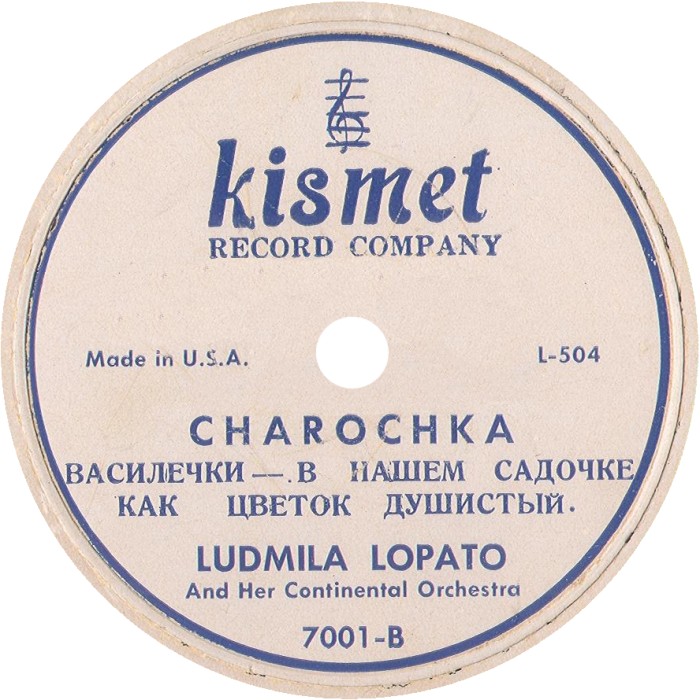 kismet
RECORD COMPANY
Made in U.S.A.
L-504
CHAROCHKA
ВАСИЛЕЧКИ — В НАШЕМ САДОЧКЕ
КАК ЦВЕТОК ДУШИСТЫЙ.
LUDMILA LOPATO
And Her Continental Orchestra
7001-B